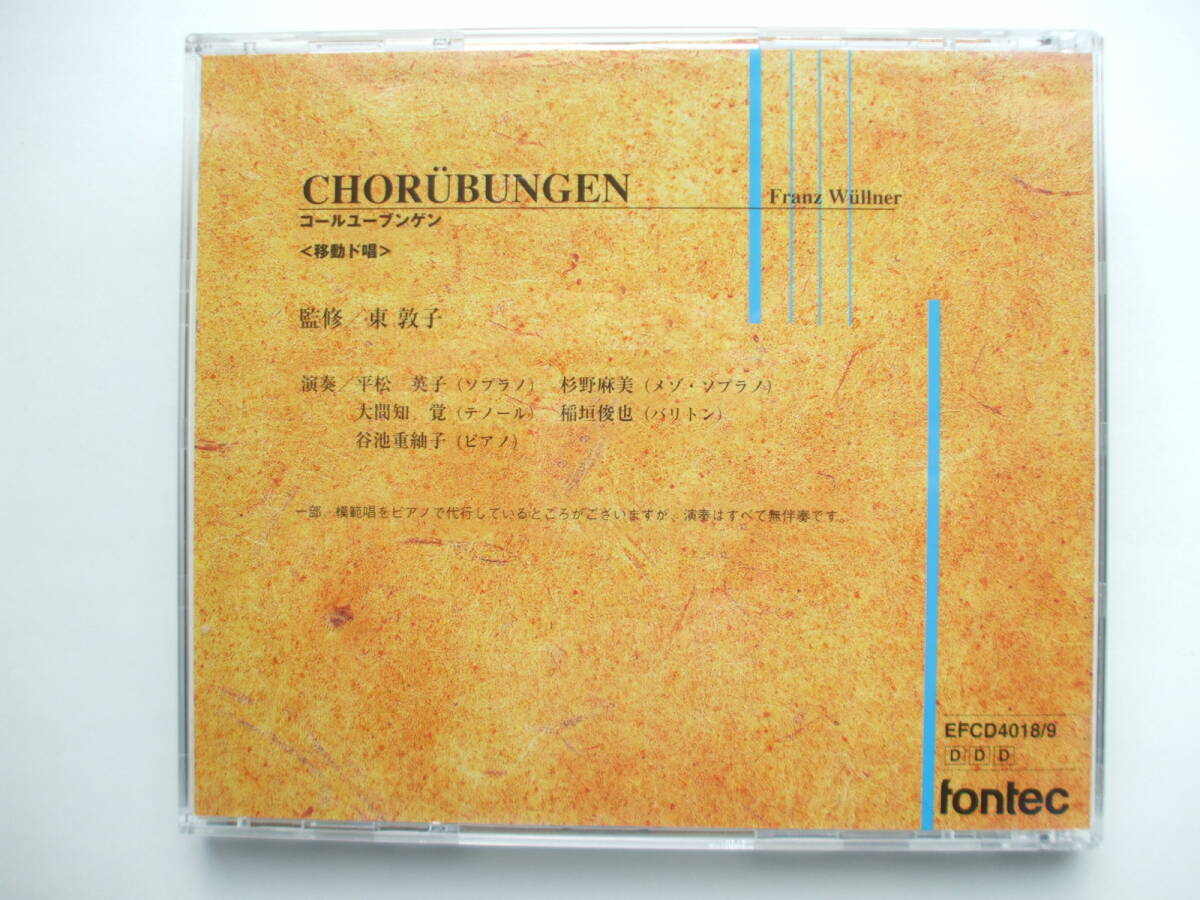 CHORÜBUNGEN Franz Wüllner
コールユーブンゲン
<移動ド唱>
監修／東 敦子
演奏／平松 英子（ソプラノ） 杉野麻美（メゾ・ソプラノ）
大間知 覚（テノール） 稲垣俊也（バリトン）
谷池重紬子（ピアノ）
一部、模範唱をピアノで代行しているところがございますが、演奏はすべて無伴奏です。
EFCD4018/9
D D D
fontec